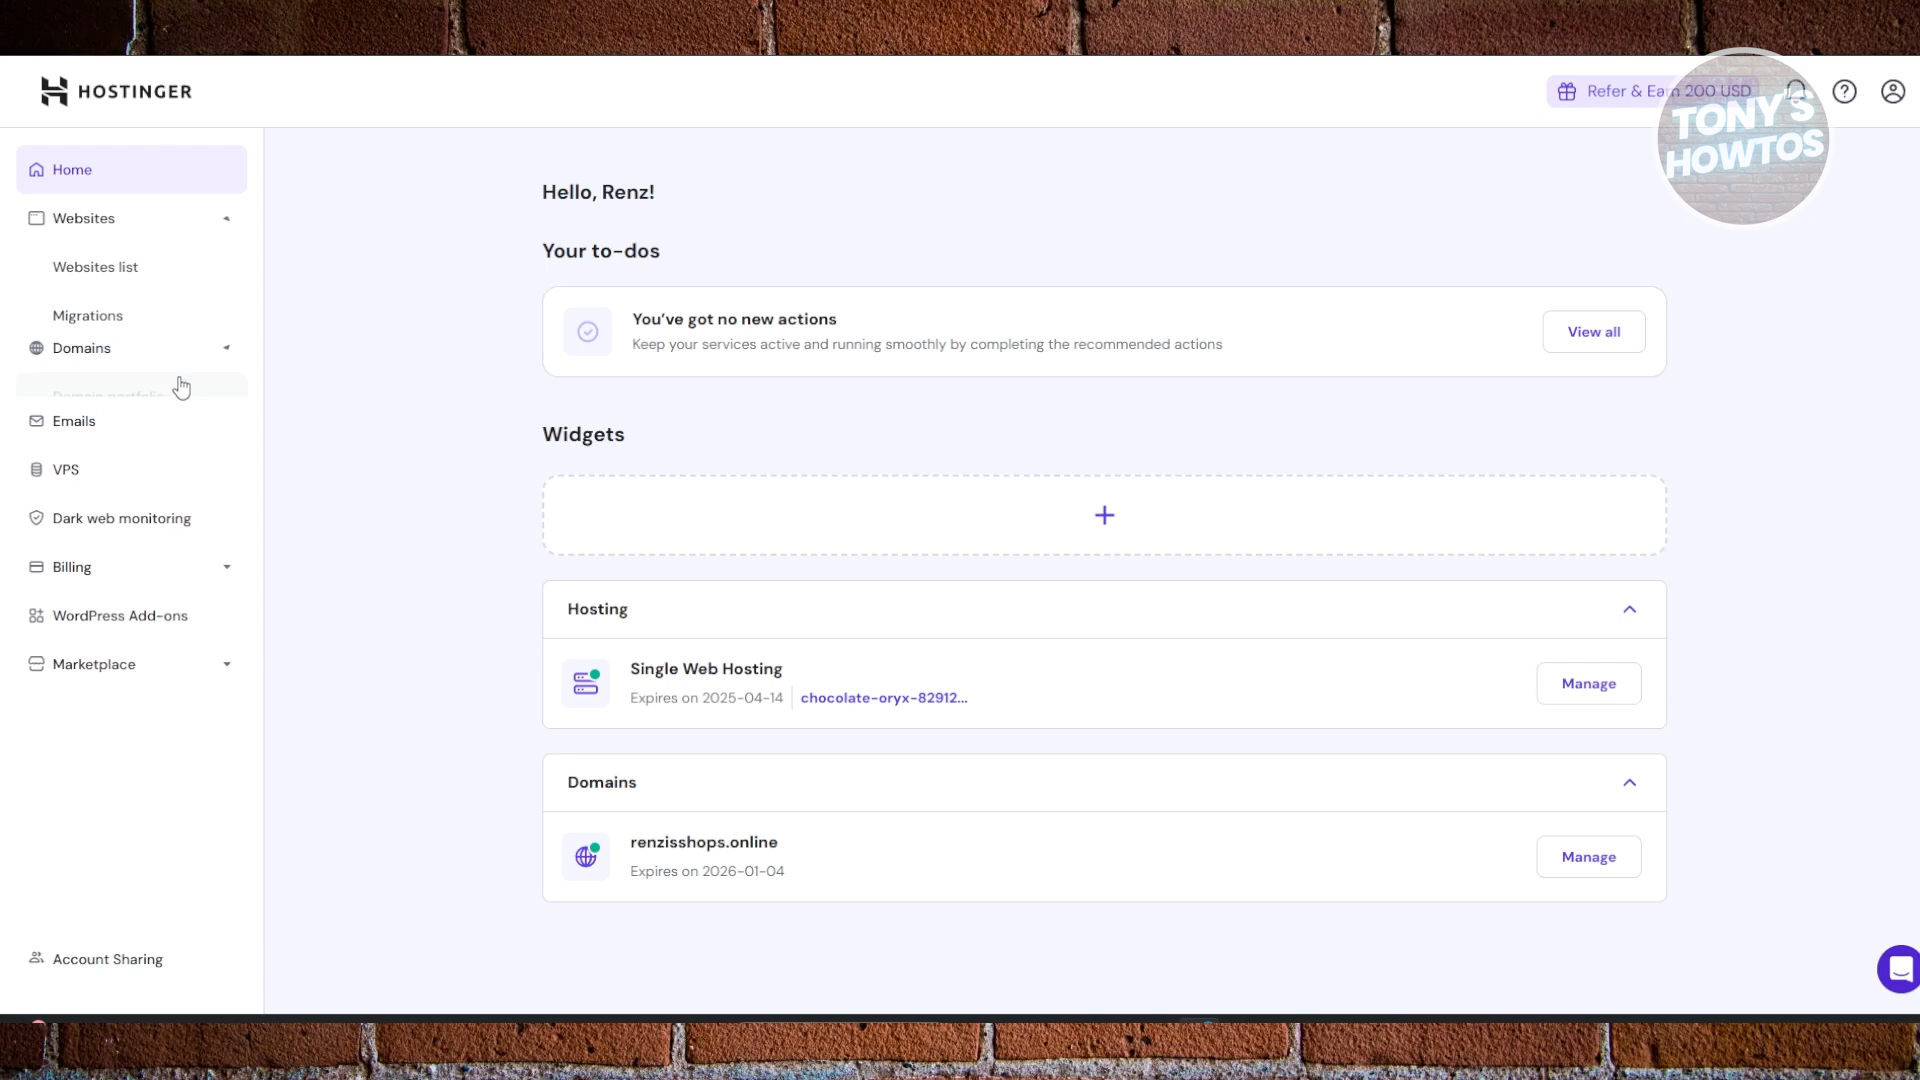 HOSTINGER
Refer & Earn 200 USD
TONY'S
HOWTOS
Home
Websites
Websites list
Migrations
Domains
Domain portfolio
Emails
VPS
Dark web monitoring
Billing
WordPress Add-ons
Marketplace
Account Sharing
Hello, Renz!
Your to-dos
You've got no new actions
Keep your services active and running smoothly by completing the recommended actions
View all
Widgets
Hosting
Single Web Hosting
Expires on 2025-04-14
chocolate-oryx-82912...
Manage
Domains
renzisshops.online
Expires on 2026-01-04
Manage